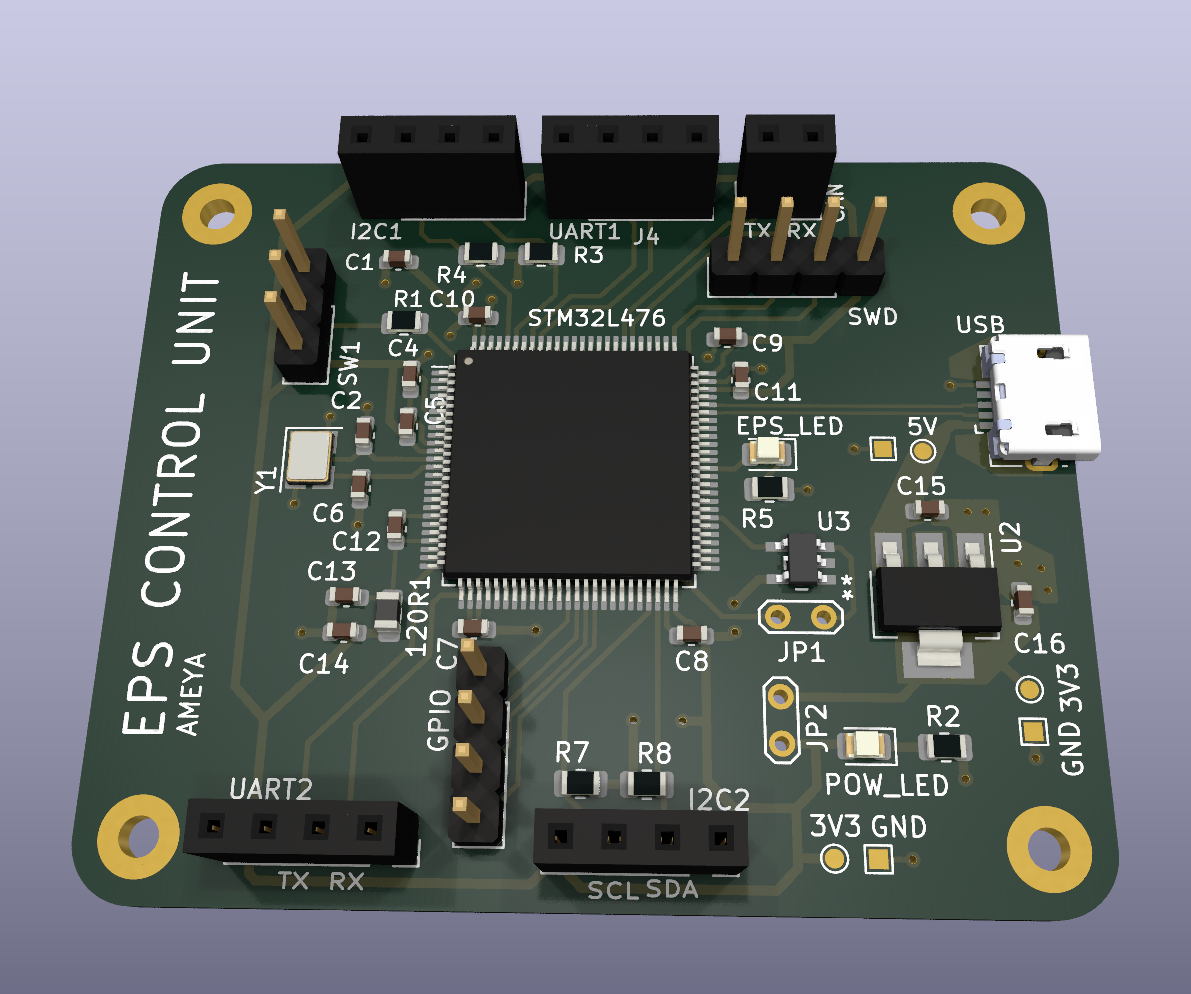 I2C1
UART1
J4
TX RX
C1
R4
R3
R1
C10
STM32L476
SWD
USB
SW1
C4
C9
C2
C5
C11
EPS_LED
5V
Y1
C6
C12
R5
U3
C15
U2
C13
120R1
**
C14
C7
C8
JP1
C16
EPS CONTROL UNIT
AMEYA
GPIO
JP2
R2
3V3
GND
R7
R8
POW_LED
UART2
I2C2
3V3 GND
TX RX
SCL SDA